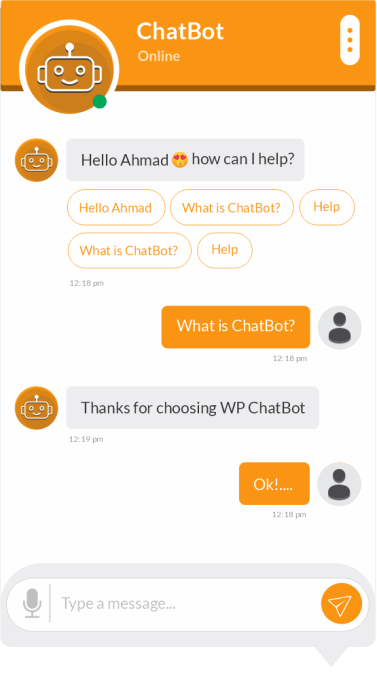 ChatBot
Online
Hello Ahmad 😍 how can I help?
Hello Ahmad
What is ChatBot?
Help
What is ChatBot?
Help
12:18 pm
What is ChatBot?
12:18 pm
Thanks for choosing WP ChatBot
12:19 pm
Ok!....
12:18 pm
Type a message...